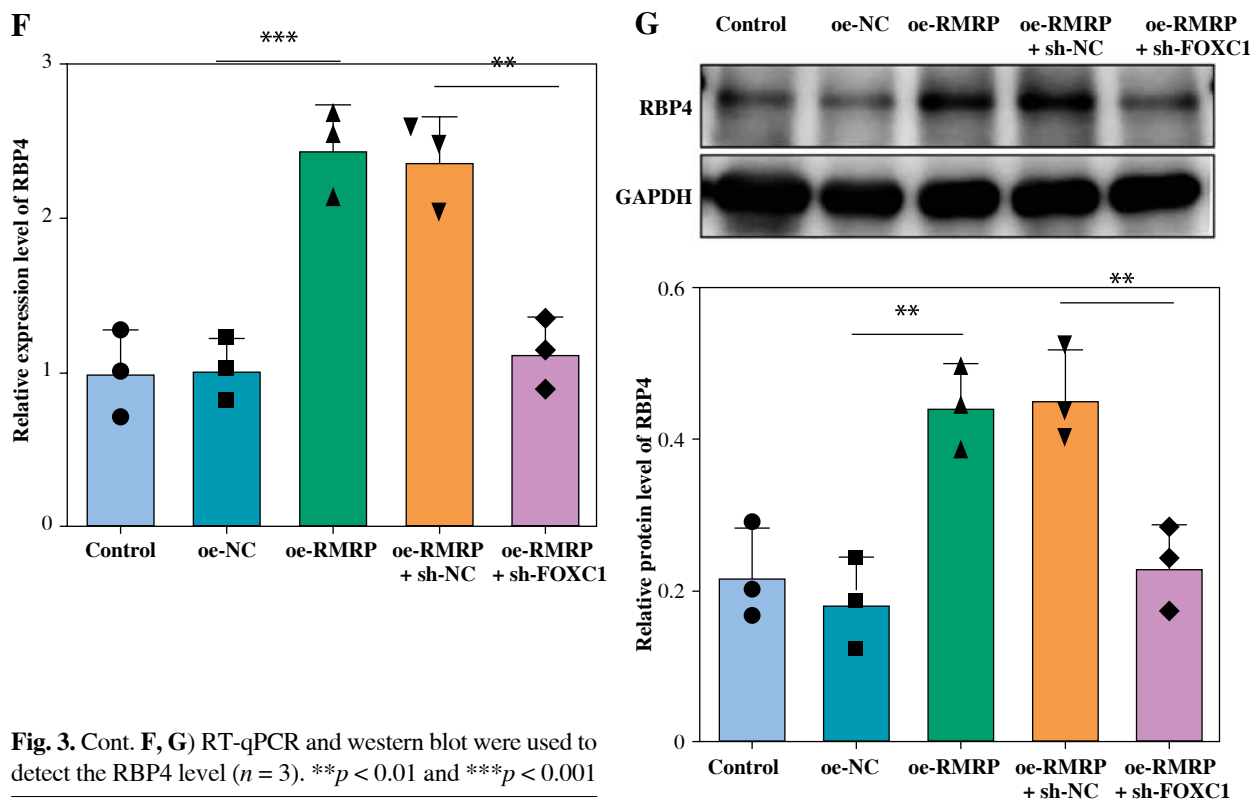 F
***
**
3
2
1
0
Relative expression level of RBP4
Control oe-NC oe-RMRP oe-RMRP oe-RMRP
+ sh-NC + sh-FOXC1
G
Control oe-NC oe-RMRP oe-RMRP oe-RMRP
+ sh-NC + sh-FOXC1
RBP4
GAPDH
**
**
0.6
0.4
0.2
0
Relative protein level of RBP4
Control oe-NC oe-RMRP oe-RMRP oe-RMRP
+ sh-NC + sh-FOXC1
Fig. 3. Cont. F, G) RT-qPCR and western blot were used to
detect the RBP4 level (n = 3). **p < 0.01 and ***p < 0.001